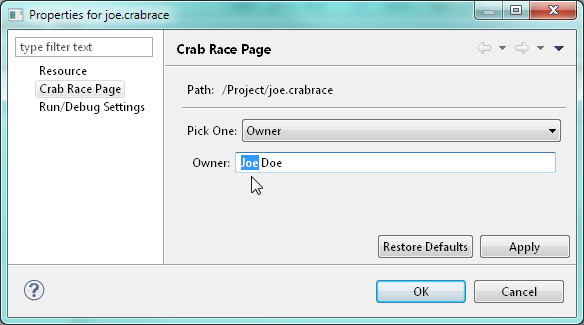 Properties for joe.crabrace
type filter text
Resource
Crab Race Page
Run/Debug Settings
Crab Race Page
Path: /Project/joe.crabrace
Pick One: Owner
Owner: Joe Doe
Restore Defaults Apply
OK Cancel